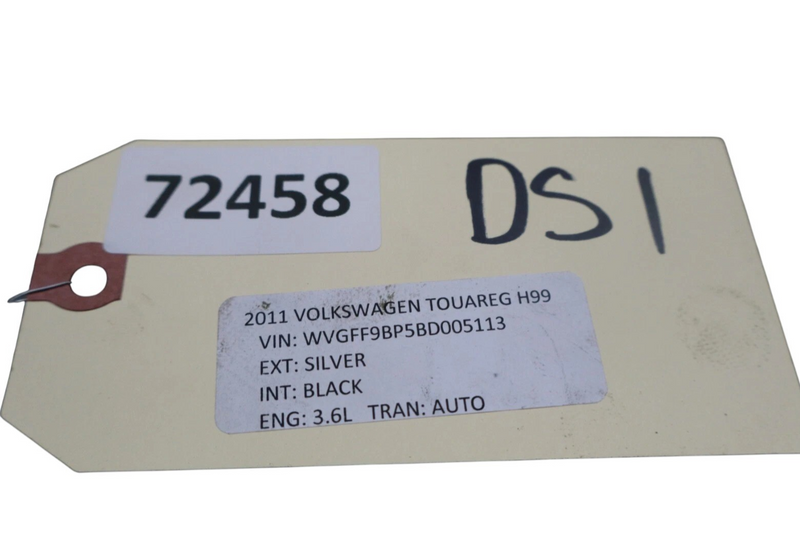 72458
DS1
2011 VOLKSWAGEN TOUAREG H99
VIN: WVGFF9BP5BD005113
EXT: SILVER
INT: BLACK
ENG: 3.6L TRAN: AUTO